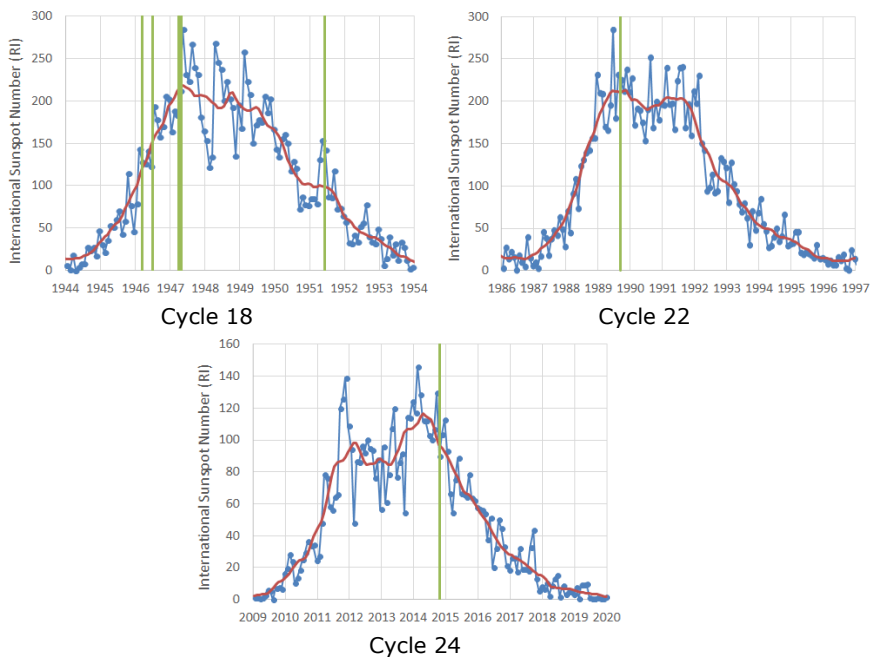 International Sunspot Number (RI)
300
250
200
150
100
50
0
1944 1945 1946 1947 1948 1949 1950 1951 1952 1953 1954
Cycle 18
International Sunspot Number (RI)
300
250
200
150
100
50
0
1986 1987 1988 1989 1990 1991 1992 1993 1994 1995 1996 1997
Cycle 22
International Sunspot Number (RI)
160
140
120
100
80
60
40
20
0
2009 2010 2011 2012 2013 2014 2015 2016 2017 2018 2019 2020
Cycle 24